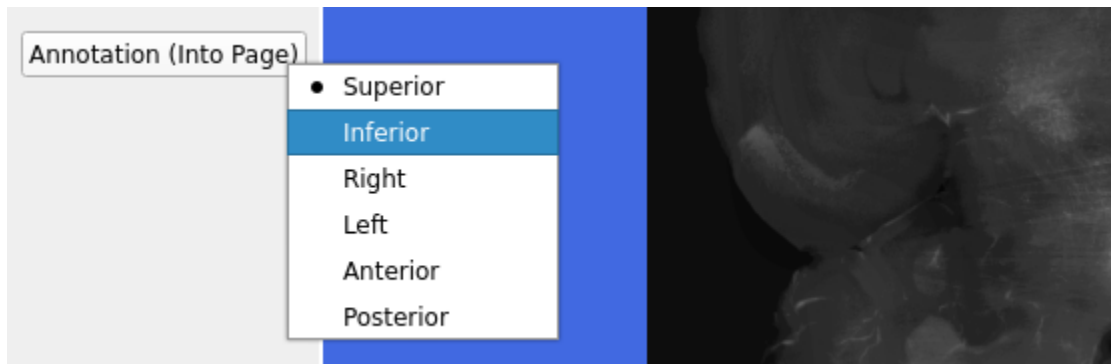 Annotation (Into Page)
Superior
Inferior
Right
Left
Anterior
Posterior